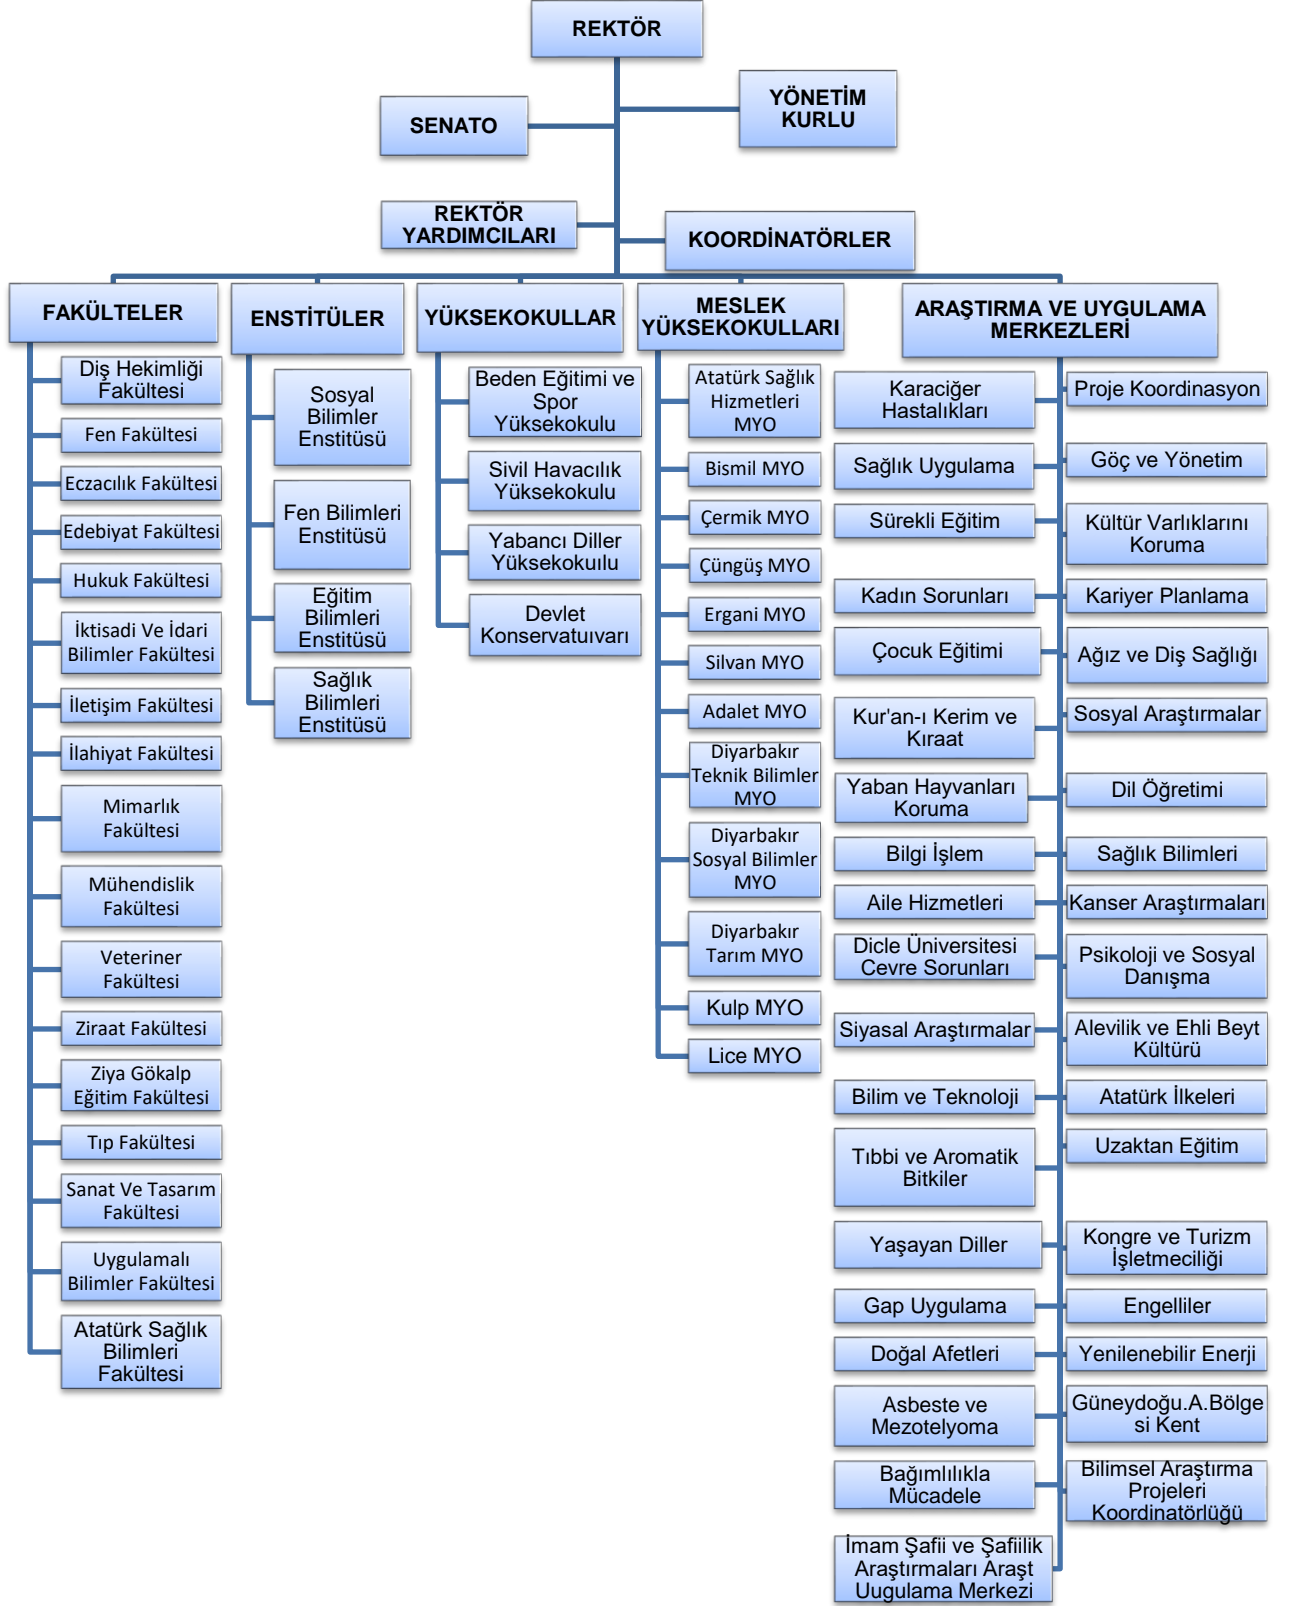 REKTÖR
YÖNETİM
KURLU
SENATO
REKTÖR
YARDIMCILARI
KOORDİNATÖRLER
FAKÜLTELER
Diş Hekimliği
Fakültesi
Fen Fakültesi
Eczacılık Fakültesi
Edebiyat Fakültesi
Hukuk Fakültesi
İktisadi Ve İdari
Bilimler Fakültesi
İletişim Fakültesi
İlahiyat Fakültesi
Mimarlık
Fakültesi
Mühendislik
Fakültesi
Veteriner
Fakültesi
Ziraat Fakültesi
Ziya Gökalp
Eğitim Fakültesi
Tıp Fakültesi
Sanat Ve Tasarım
Fakültesi
Uygulamalı
Bilimler Fakültesi
Atatürk Sağlık
Bilimleri
Fakültesi
ENSTİTÜLER
Sosyal
Bilimler
Enstitüsü
Fen Bilimleri
Enstitüsü
Eğitim
Bilimleri
Enstitüsü
Sağlık
Bilimleri
Enstitüsü
YÜKSEKOKULLAR
Beden Eğitimi ve
Spor
Yüksekokulu
Sivil Havacılık
Yüksekokulu
Yabancı Diller
Yüksekokuılu
Devlet
Konservatuıvarı
MESLEK
YÜKSEKOKULLARI
Atatürk Sağlık
Hizmetleri
MYO
Bismil MYO
Çermik MYO
Çüngüş MYO
Ergani MYO
Silvan MYO
Adalet MYO
Diyarbakır
Teknik Bilimler
MYO
Diyarbakır
Sosyal Bilimler
MYO
Diyarbakır
Tarım MYO
Kulp MYO
Lice MYO
ARAŞTIRMA VE UYGULAMA
MERKEZLERİ
Karaciğer
Hastalıkları
Proje Koordinasyon
Sağlık Uygulama
Göç ve Yönetim
Sürekli Eğitim
Kültür Varlıklarını
Koruma
Kadın Sorunları
Kariyer Planlama
Çocuk Eğitimi
Ağız ve Diş Sağlığı
Kur'an-ı Kerim ve
Kıraat
Sosyal Araştırmalar
Yaban Hayvanları
Koruma
Dil Öğretimi
Bilgi İşlem
Sağlık Bilimleri
Aile Hizmetleri
Kanser Araştırmaları
Dicle Üniversitesi
Cevre Sorunları
Psikoloji ve Sosyal
Danışma
Siyasal Araştırmalar
Alevilik ve Ehli Beyt
Kültürü
Bilim ve Teknoloji
Atatürk İlkeleri
Tıbbi ve Aromatik
Bitkiler
Uzaktan Eğitim
Yaşayan Diller
Kongre ve Turizm
İşletmeciliği
Gap Uygulama
Engelliler
Doğal Afetleri
Yenilenebilir Enerji
Asbeste ve
Mezotelyoma
Güneydoğu.A.Bölge
si Kent
Bağımlılıkla
Mücadele
Bilimsel Araştırma
Projeleri
Koordinatörlüğü
İmam Şafii ve Şafiilik
Araştırmaları Araşt
Uugulama Merkezi